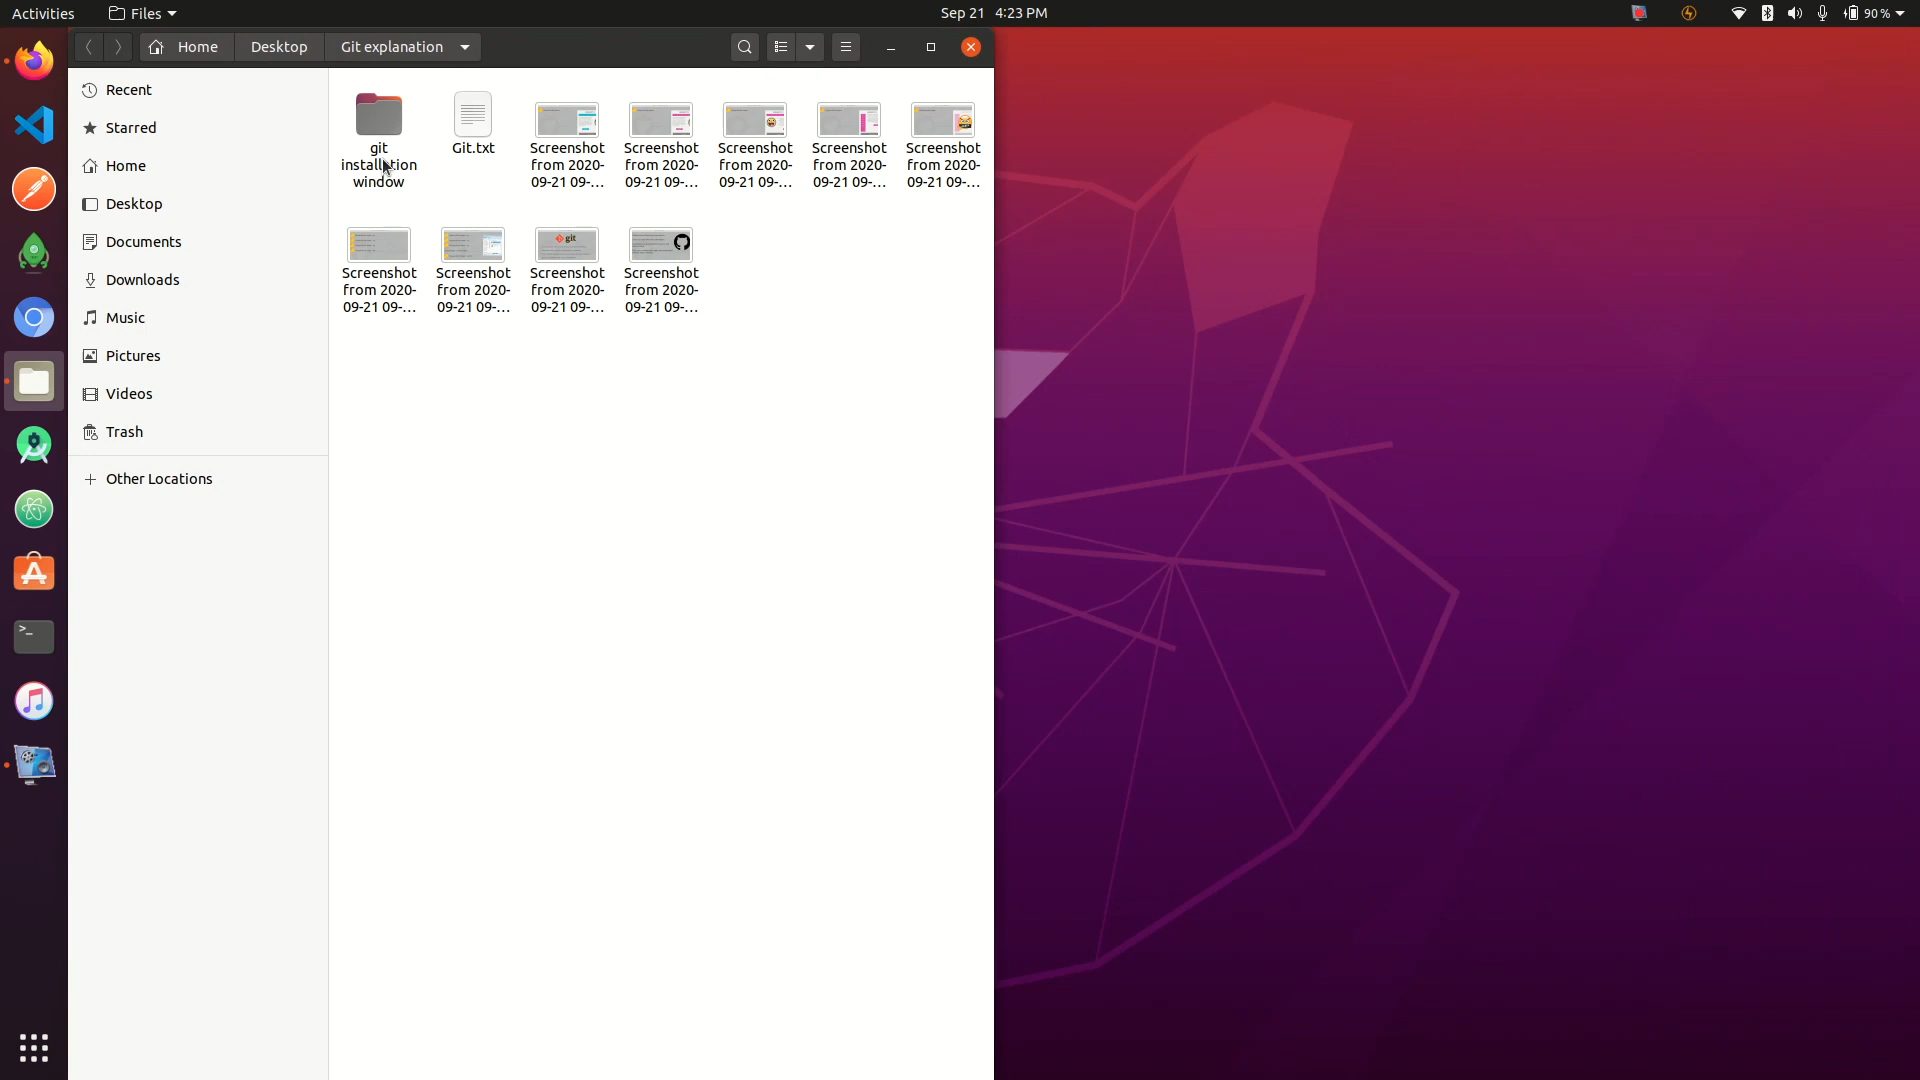 Activities
Files
Sep 21 4:23 PM
90 %
Home
Desktop
Git explanation
Recent
Starred
Home
Desktop
Documents
Downloads
Music
Pictures
Videos
Trash
Other Locations
git
installation
window
Git.txt
Screenshot
from 2020-
09-21 09-...
Screenshot
from 2020-
09-21 09-...
Screenshot
from 2020-
09-21 09-...
Screenshot
from 2020-
09-21 09-...
Screenshot
from 2020-
09-21 09-...
Screenshot
from 2020-
09-21 09-...
Screenshot
from 2020-
09-21 09-...
git
Screenshot
from 2020-
09-21 09-...
Screenshot
from 2020-
09-21 09-...